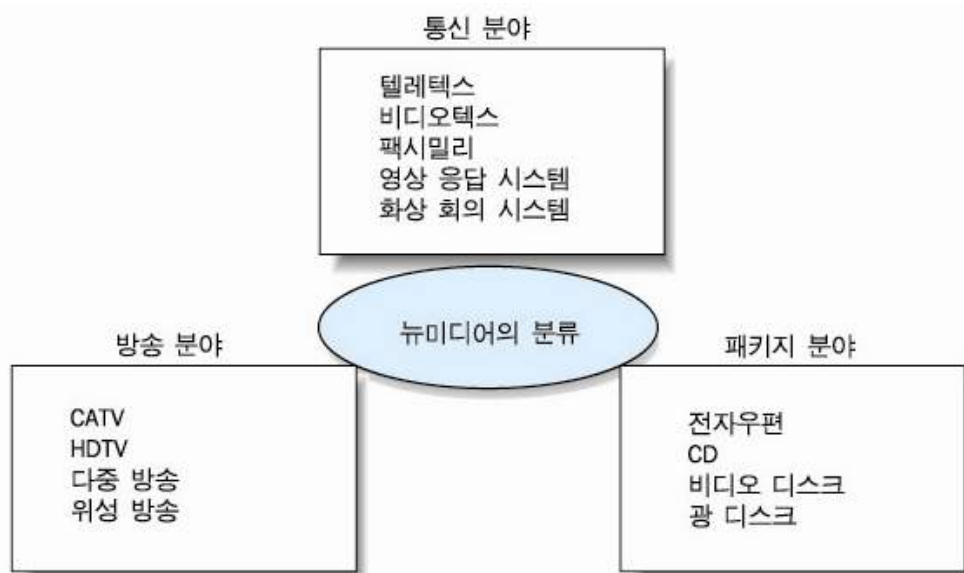 통신 분야
텔레텍스
비디오텍스
팩시밀리
영상 응답 시스템
화상 회의 시스템
뉴미디어의 분류
방송 분야
CATV
HDTV
다중 방송
위성 방송
패키지 분야
전자우편
CD
비디오 디스크
광 디스크